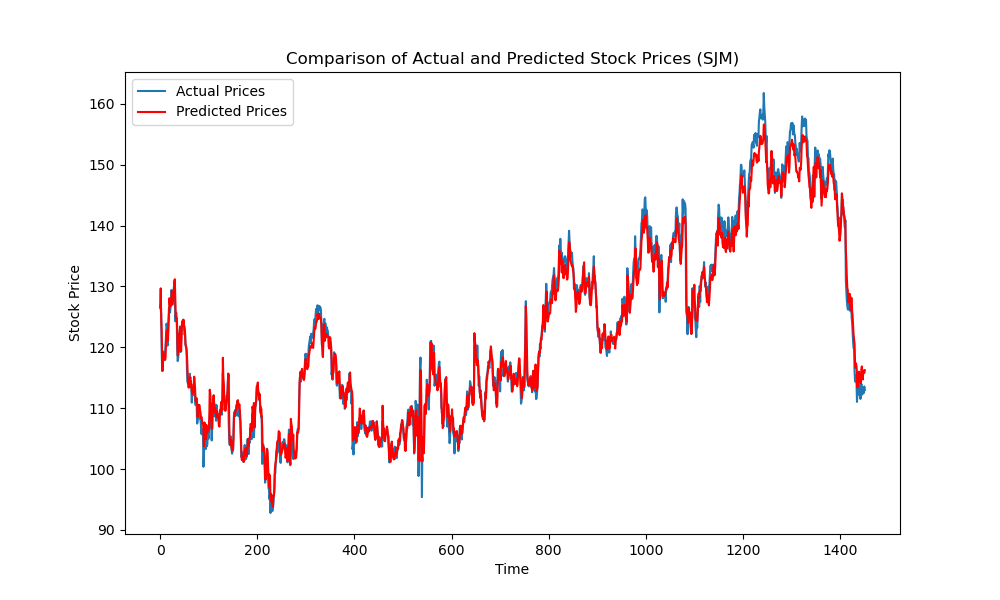 Comparison of Actual and Predicted Stock Prices (SJM)
Actual Prices
Predicted Prices
160
150
140
130
120
110
100
90
Stock Price
0 200 400 600 800 1000 1200 1400
Time